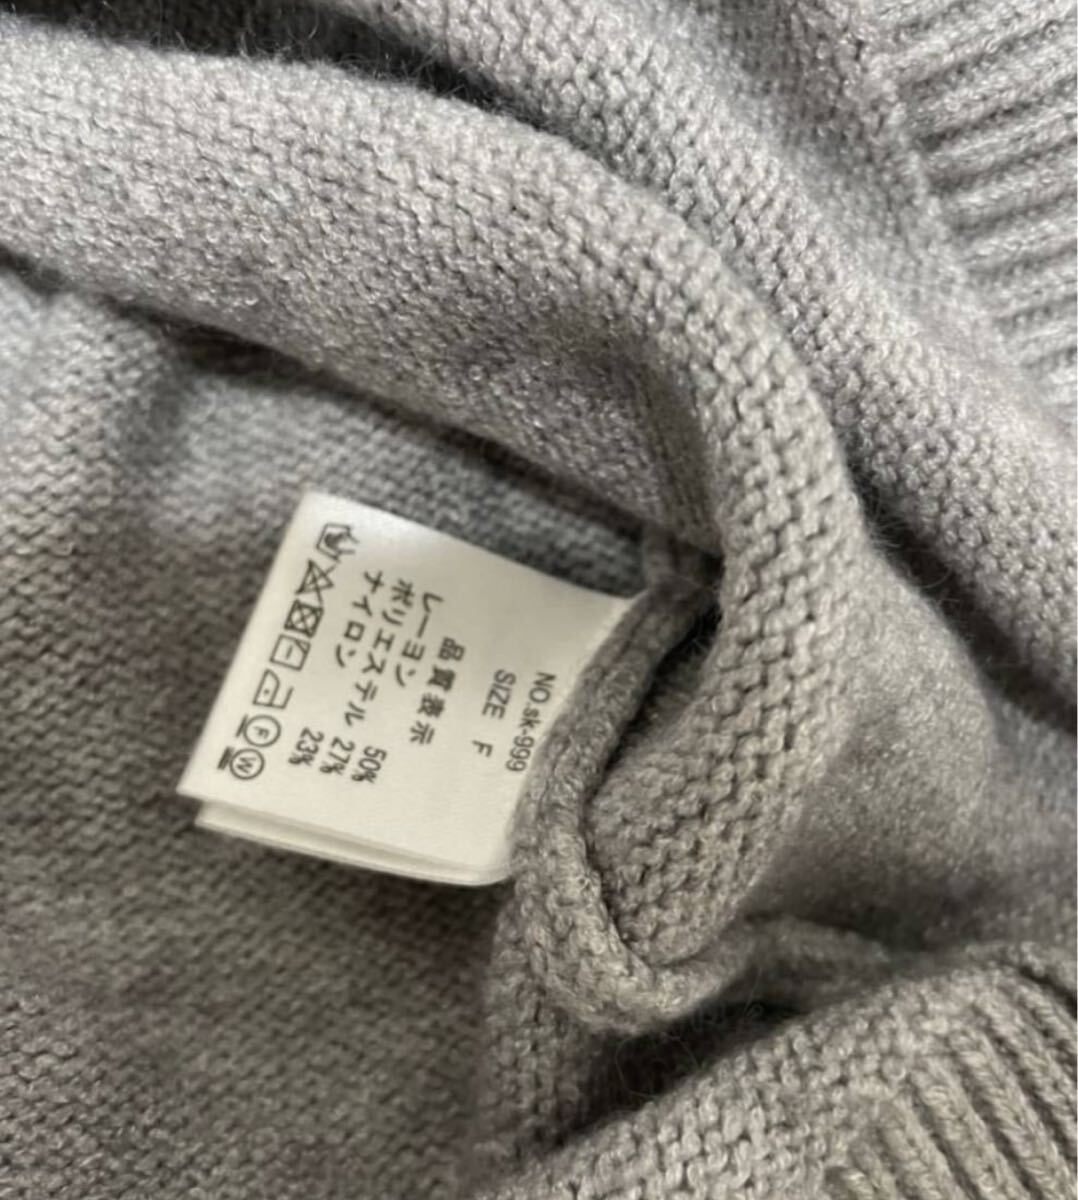 NO.sk-999
SIZE F
品質表示
レーヨン 50%
ポリエステル 27%
ナイロン 23%
F W